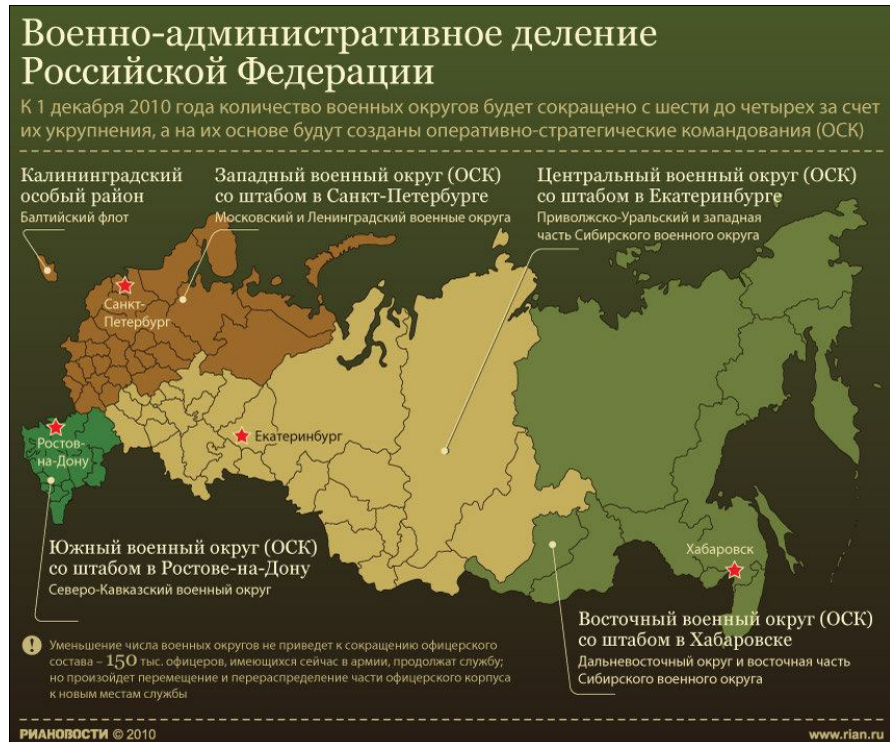 Военно-административное деление
Российской Федерации
К 1 декабря 2010 года количество военных округов будет сокращено с шести до четырех за счет
их укрупнения, а на их основе будут созданы оперативно-стратегические командования (ОСК)
Калининградский
особый район
Балтийский флот
Западный военный округ (ОСК)
со штабом в Санкт-Петербурге
Московский и Ленинградский военные округа
Центральный военный округ (ОСК)
со штабом в Екатеринбурге
Приволжско-Уральский и западная
часть Сибирского военного округа
Санкт-
Петербург
Ростов-
на-Дону
Екатеринбург
Хабаровск
Южный военный округ (ОСК)
со штабом в Ростове-на-Дону
Северо-Кавказский военный округ
Восточный военный округ (ОСК)
со штабом в Хабаровске
Дальневосточный округ и восточная часть
Сибирского военного округа
! Уменьшение числа военных округов не приведет к сокращению офицерского
состава – 150 тыс. офицеров, имеющихся сейчас в армии, продолжат службу;
но произойдет перемещение и перераспределение части офицерского корпуса
к новым местам службы
РИАНОВОСТИ © 2010
www.rian.ru